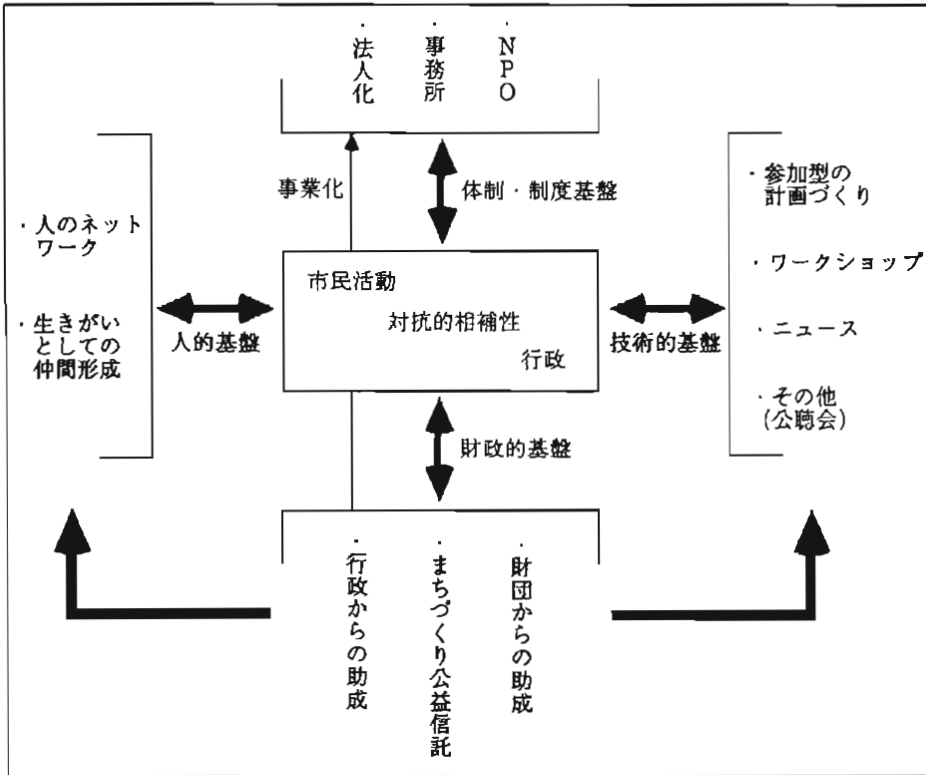 ・法人化
・事務所
・NPO
事業化
体制・制度基盤
・人のネット
ワーク
・生きがい
としての
仲間形成
人的基盤
市民活動
対抗的相補性
行政
技術的基盤
・参加型の
計画づくり
・ワークショップ
・ニュース
・その他
(公聴会)
財政的基盤
・行政からの助成
・まちづくり公益信託
・財団からの助成